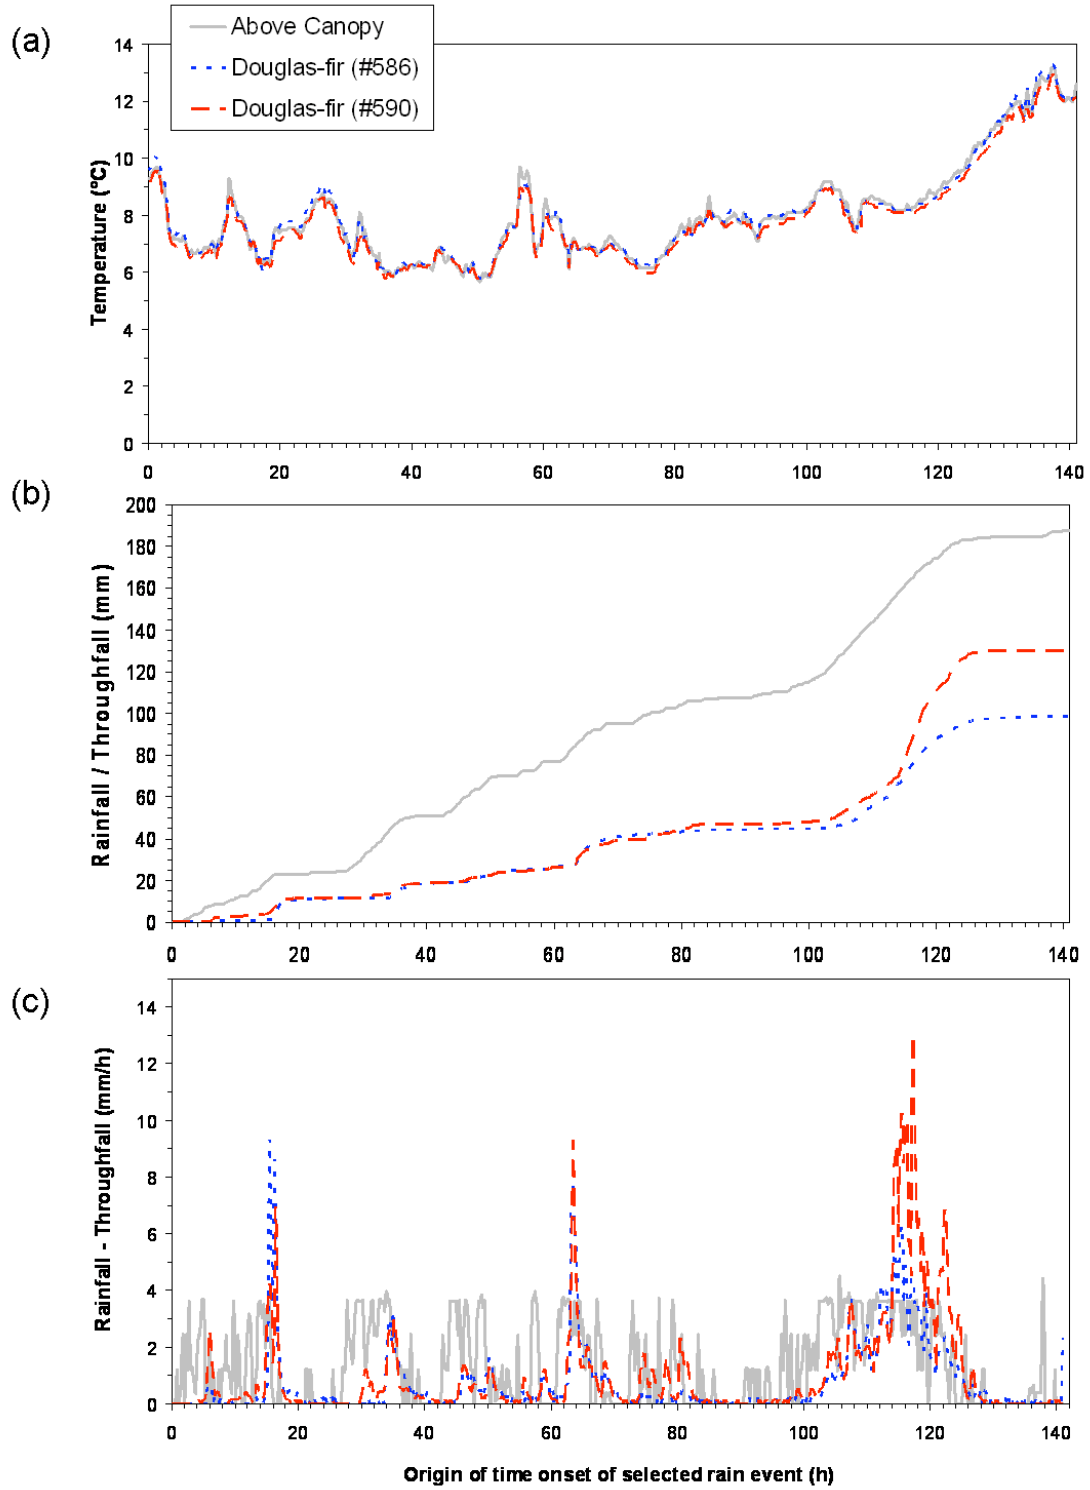 (a)
Above Canopy
Douglas-fir (#586)
Douglas-fir (#590)
Temperature (°C)
14
12
10
8
6
4
2
0
0 20 40 60 80 100 120 140
(b)
Rainfall / Throughfall (mm)
200
180
160
140
120
100
80
60
40
20
0
0 20 40 60 80 100 120 140
(c)
Rainfall - Throughfall (mm/h)
14
12
10
8
6
4
2
0
0 20 40 60 80 100 120 140
Origin of time onset of selected rain event (h)